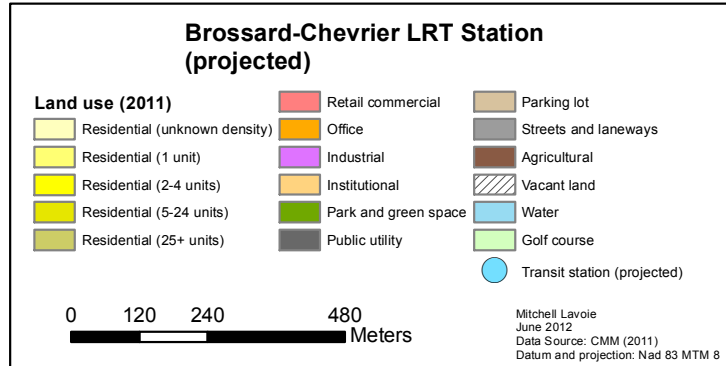 Brossard-Chevrier LRT Station
(projected)
Land use (2011)
Residential (unknown density)
Residential (1 unit)
Residential (2-4 units)
Residential (5-24 units)
Residential (25+ units)
Retail commercial
Office
Industrial
Institutional
Park and green space
Public utility
Parking lot
Streets and laneways
Agricultural
Vacant land
Water
Golf course
Transit station (projected)
0 120 240 480
Meters
Mitchell Lavoie
June 2012
Data Source: CMM (2011)
Datum and projection: Nad 83 MTM 8